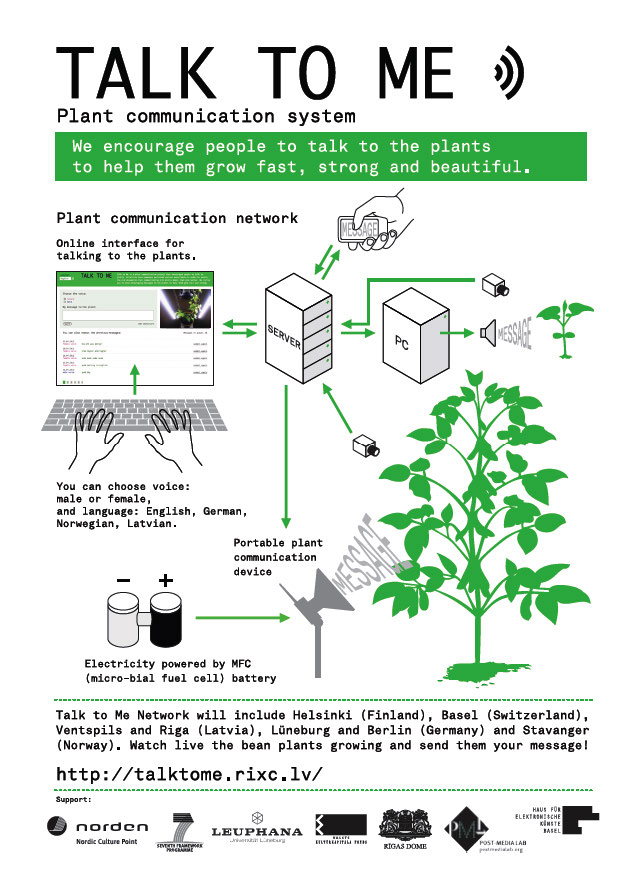 TALK TO ME
Plant communication system
We encourage people to talk to the plants
to help them grow fast, strong and beautiful.
Plant communication network
Online interface for
talking to the plants.
MESSAGE
TALK TO ME
SERVER
PC
MESSAGE
You can choose voice:
male or female,
and language: English, German,
Norwegian, Latvian.
Portable plant
communication
device
MESSAGE
− +
Electricity powered by MFC
(micro-bial fuel cell) battery
Talk to Me Network will include Helsinki (Finland), Basel (Switzerland),
Ventspils and Riga (Latvia), Lüneburg and Berlin (Germany) and Stavanger
(Norway). Watch live the bean plants growing and send them your message!
http://talktome.rixc.lv/
Support:
norden
Nordic Culture Point
SEVENTH FRAMEWORK
PROGRAMME
LEUPHANA
Universität Lüneburg
VALSTS
KULTŪRKAPITĀLA FONDS
RĪGAS DOME
PML
POST-MEDIA LAB
postmedialab.org
HAUS FÜR
ELEKTRONISCHE
KÜNSTE
BASEL